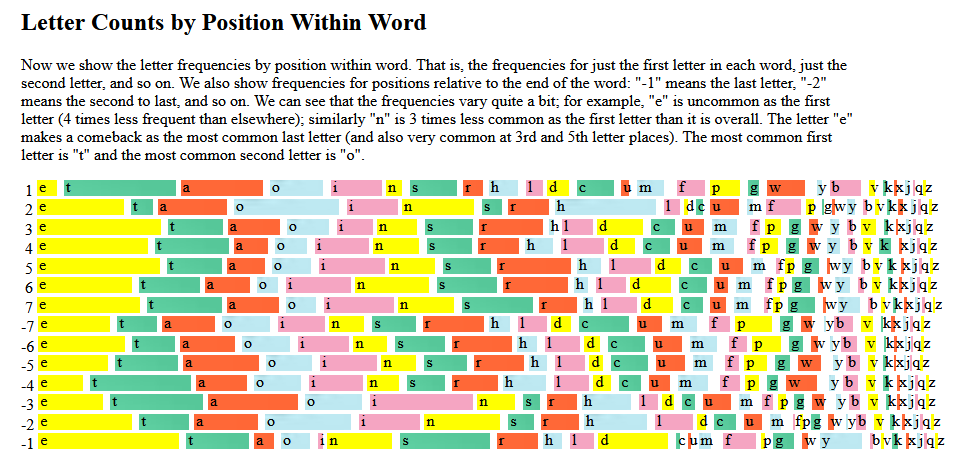 Letter Counts by Position Within Word
Now we show the letter frequencies by position within word. That is, the frequencies for just the first letter in each word, just the
second letter, and so on. We also show frequencies for positions relative to the end of the word: "-1" means the last letter, "-2"
means the second to last, and so on. We can see that the frequencies vary quite a bit; for example, "e" is uncommon as the first
letter (4 times less frequent than elsewhere); similarly "n" is 3 times less common as the first letter than it is overall. The letter "e"
makes a comeback as the most common last letter (and also very common at 3rd and 5th letter places). The most common first
letter is "t" and the most common second letter is "o".
1 e t a o i n s r h l d c u m f p g w y b v k x j q z
2 e t a o i n s r h l d c u m f p g w y b v k x j q z
3 e t a o i n s r h l d c u m f p g w y b v k x j q z
4 e t a o i n s r h l d c u m f p g w y b v k x j q z
5 e t a o i n s r h l d c u m f p g w y b v k x j q z
6 e t a o i n s r h l d c u m f p g w y b v k x j q z
7 e t a o i n s r h l d c u m f p g w y b v k x j q z
-7 e t a o i n s r h l d c u m f p g w y b v k x j q z
-6 e t a o i n s r h l d c u m f p g w y b v k x j q z
-5 e t a o i n s r h l d c u m f p g w y b v k x j q z
-4 e t a o i n s r h l d c u m f p g w y b v k x j q z
-3 e t a o i n s r h l d c u m f p g w y b v k x j q z
-2 e t a o i n s r h l d c u m f p g w y b v k x j q z
-1 e t a o i n s r h l d c u m f p g w y b v k x j q z